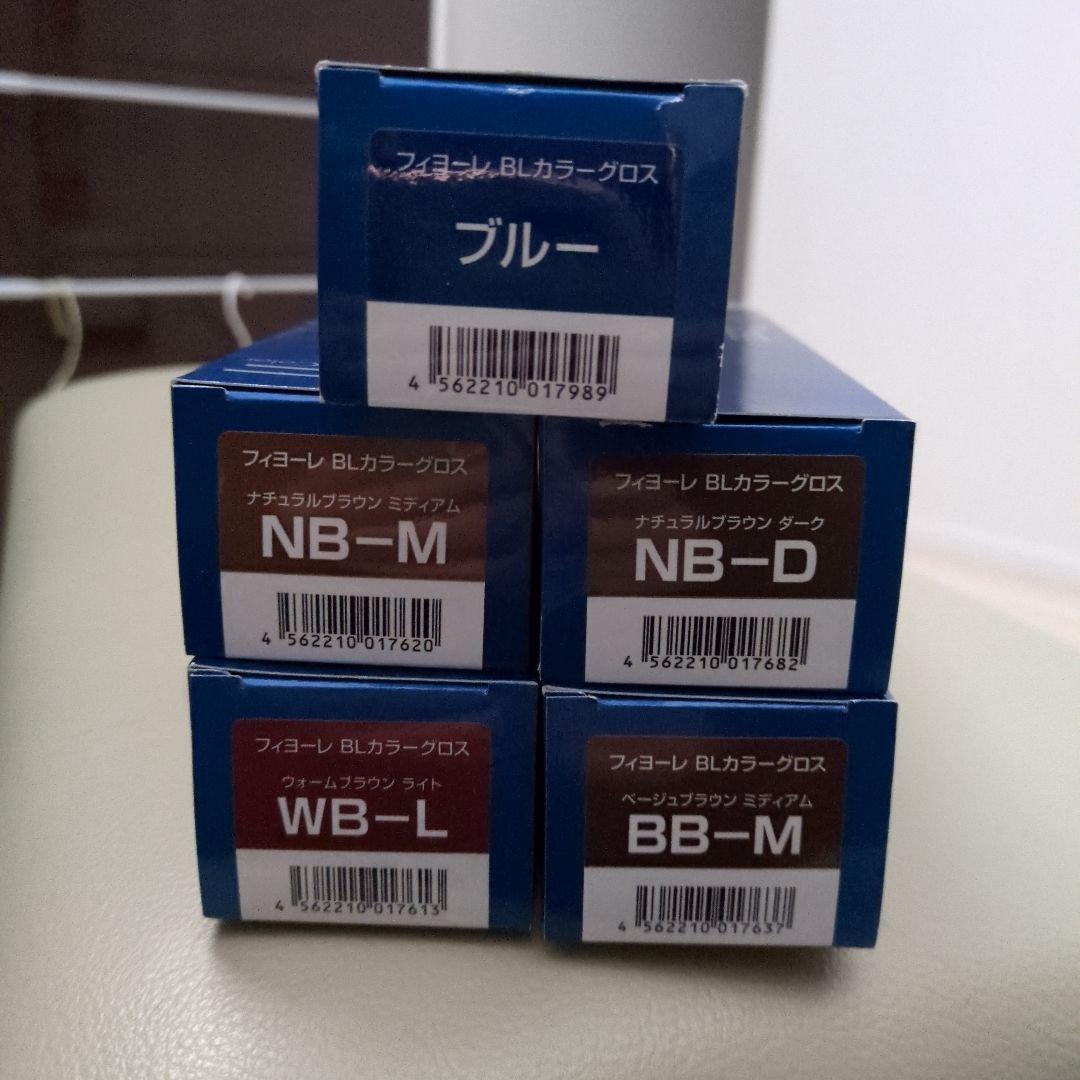 フィヨーレ BLカラーグロス
ブルー
4 562210 017989
フィヨーレ BLカラーグロス
ナチュラルブラウン ミディアム
NB−M
4 562210 017620
フィヨーレ BLカラーグロス
ナチュラルブラウン ダーク
NB−D
4 562210 017682
フィヨーレ BLカラーグロス
ウォームブラウン ライト
WB−L
4 562210 017613
フィヨーレ BLカラーグロス
ベージュブラウン ミディアム
BB−M
4 562210 017637